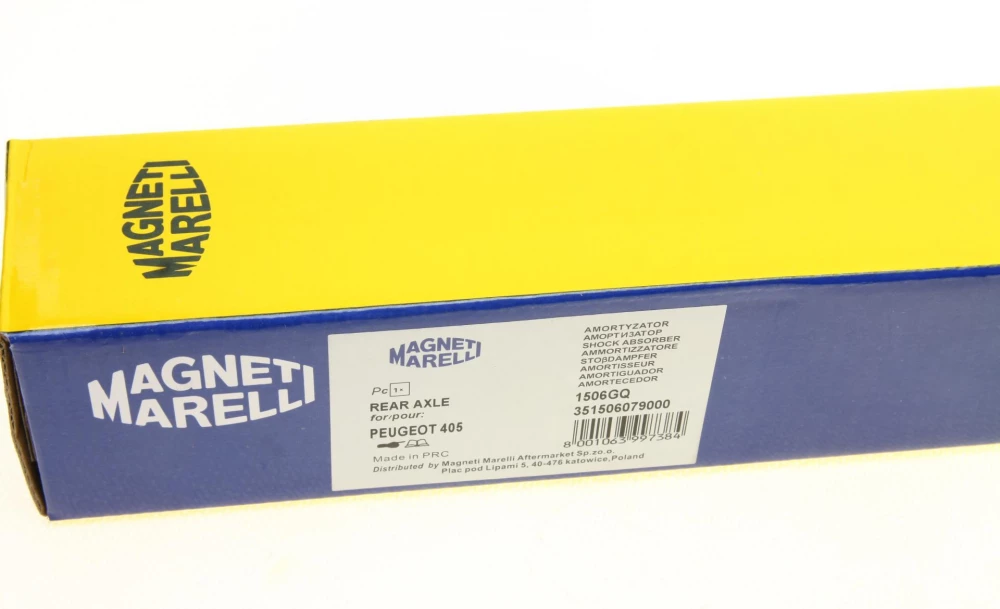 MAGNETI
MARELLI
MAGNETI
MARELLI
MAGNETI
MARELLI
Pc 1
REAR AXLE
for/pour:
PEUGEOT 405
Made in PRC
Distributed by Magneti Marelli Aftermarket Sp.zo.o.
Plac pod Lipami 5, 40-476 katowice,Poland
AMORTYZATOR
АМОРТИЗАТОР
SHOCK ABSORBER
AMMORTIZZATORE
STOβDÄMPFER
AMORTISSEUR
AMORTIGUADOR
AMORTECEDOR
1506GQ
351506079000
8 001063 997384